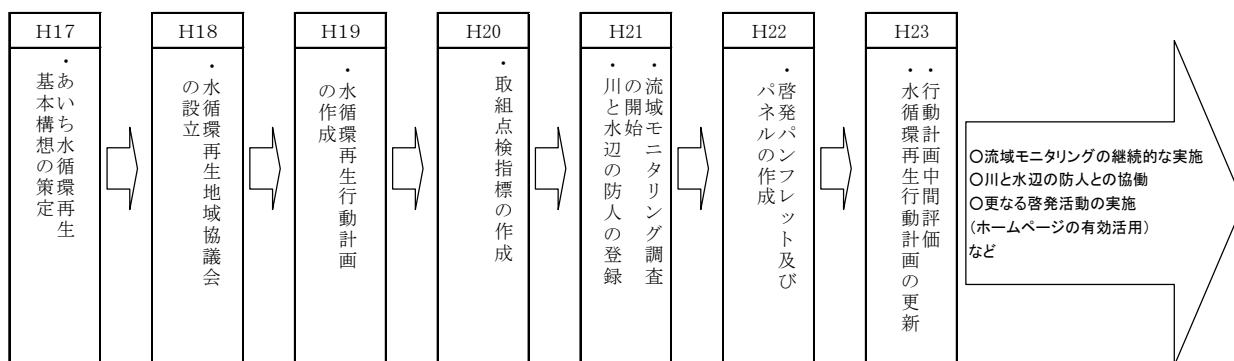 H17
・あいち水循環再生
基本構想の策定
H18
・水循環再生地域協議会
の設立
H19
・水循環再生行動計画
の作成
H20
・取組点検指標の作成
H21
・流域モニタリング調査
の開始
・川と水辺の防人の登録
H22
・啓発パンフレット及び
パネルの作成
H23
・行動計画中間評価
・水循環再生行動計画の更新
○流域モニタリングの継続的な実施
○川と水辺の防人との協働
○更なる啓発活動の実施
(ホームページの有効活用)
など